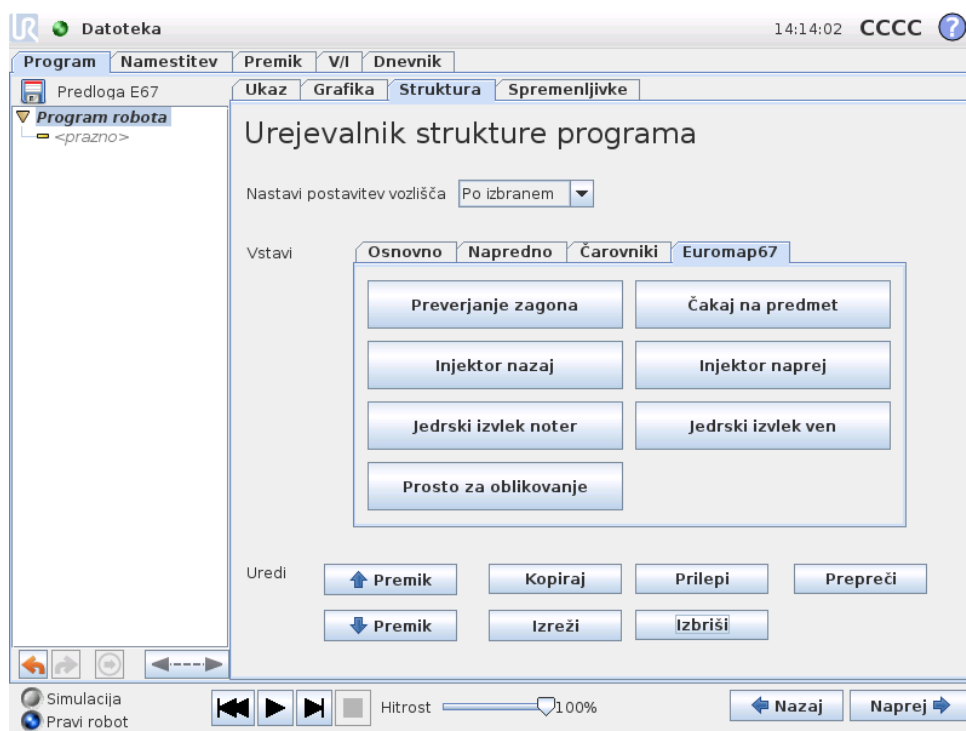 UR Datoteka 14:14:02 CCCC ?
Program Namestitev Premik V/I Dnevnik
Predloga E67
Ukaz Grafika Struktura Spremenljivke
Program robota
<prazno>
Urejevalnik strukture programa
Nastavi postavitev vozlišča Po izbranem
Vstavi
Osnovno Napredno Čarovniki Euromap67
Preverjanje zagona Čakaj na predmet
Injektor nazaj Injektor naprej
Jedrski izvlek noter Jedrski izvlek ven
Prosto za oblikovanje
Uredi
Premik Kopiraj Prilepi Prepreči
Premik Izreži Izbriši
Simulacija
Pravi robot
Hitrost 100%
Nazaj Naprej